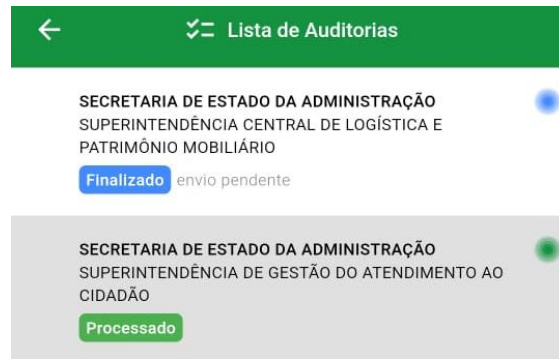 Lista de Auditorias
SECRETARIA DE ESTADO DA ADMINISTRAÇÃO
SUPERINTENDÊNCIA CENTRAL DE LOGÍSTICA E
PATRIMÔNIO MOBILIÁRIO
Finalizado envio pendente
SECRETARIA DE ESTADO DA ADMINISTRAÇÃO
SUPERINTENDÊNCIA DE GESTÃO DO ATENDIMENTO AO
CIDADÃO
Processado